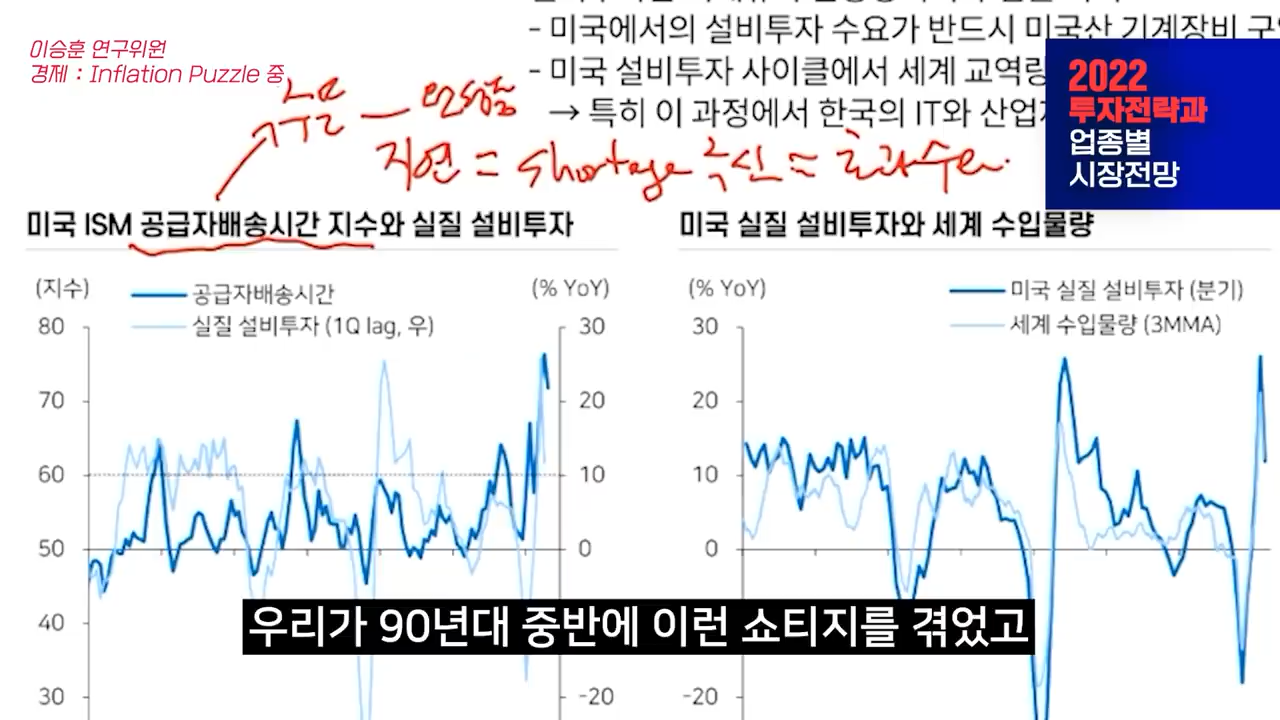 이승훈 연구위원
경제 : Inflation Puzzle 중
- 미국에서의 설비투자 수요가 반드시 미국산 기계장비 구
- 미국 설비투자 사이클에서 세계 교역량
→ 특히 이 과정에서 한국의 IT와 산업
2022
투자전략과
업종별
시장전망
지연 = shortage 극심 = 초과수요.
미국 ISM 공급자배송시간 지수와 실질 설비투자
(지수)
공급자배송시간
실질 설비투자 (1Q lag, 우)
(% YoY)
80
70
60
50
40
30
30
20
10
0
-20
미국 실질 설비투자와 세계 수입물량
(% YoY)
미국 실질 설비투자 (분기)
세계 수입물량 (3MMA)
30
20
10
0
-20
우리가 90년대 중반에 이런 쇼티지를 겪었고